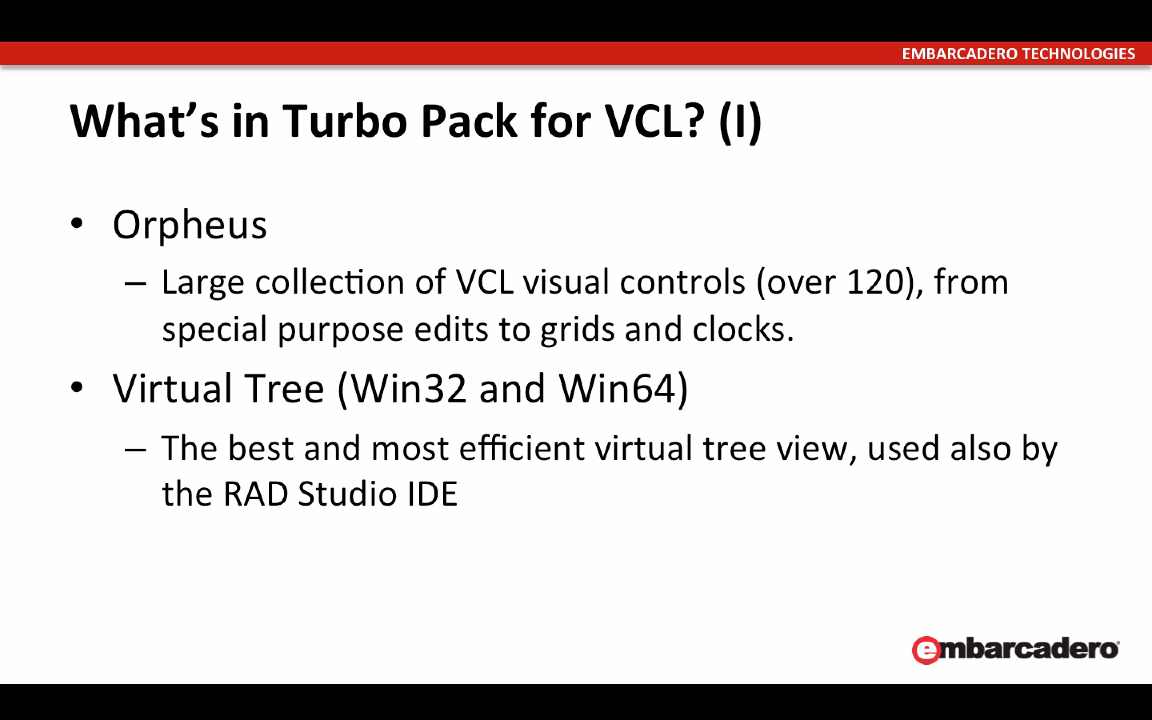 EMBARCADERO TECHNOLOGIES
What’s in Turbo Pack for VCL? (I)
• Orpheus
– Large collection of VCL visual controls (over 120), from
special purpose edits to grids and clocks.
• Virtual Tree (Win32 and Win64)
– The best and most efficient virtual tree view, used also by
the RAD Studio IDE
embarcadero